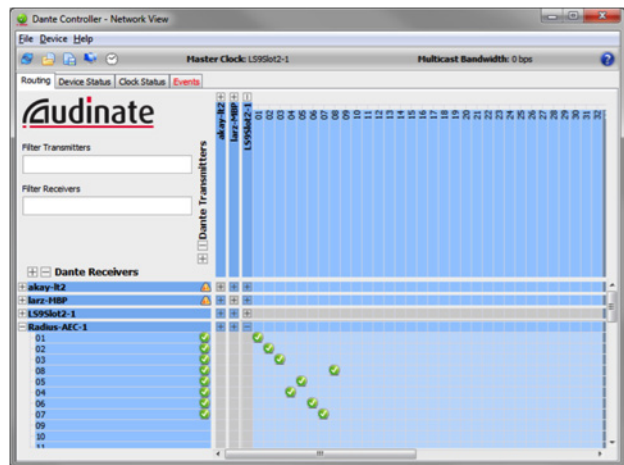 Dante Controller - Network View
File Device Help
Master Clock: LS9Slot2-1
Multicast Bandwidth: 0 bps
?
Routing Device Status Clock Status Events
Audinate
Filter Transmitters
Filter Receivers
Dante Transmitters
akay-lt2
larz-MBP
LS9Slot2-1
01 02 03 04 05 06 07 08 09 10 11 12 13 14 15 16 17 18 19 20 21 22 23 24 25 26 27 28 29 30 31 32
Dante Receivers
akay-lt2
larz-MBP
LS9Slot2-1
Radius-AEC-1
01
02
03
08
05
04
06
07
09
10
11